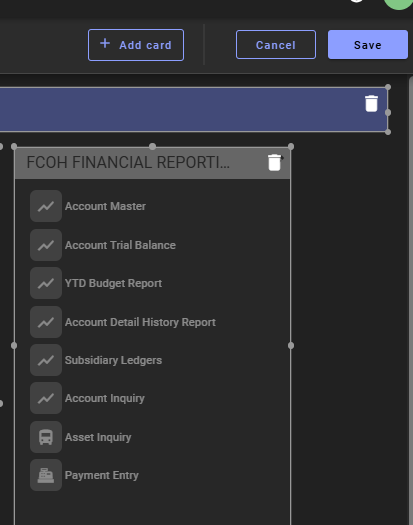 + Add card
Cancel
Save
FCOH FINANCIAL REPORTI...
Account Master
Account Trial Balance
YTD Budget Report
Account Detail History Report
Subsidiary Ledgers
Account Inquiry
Asset Inquiry
Payment Entry